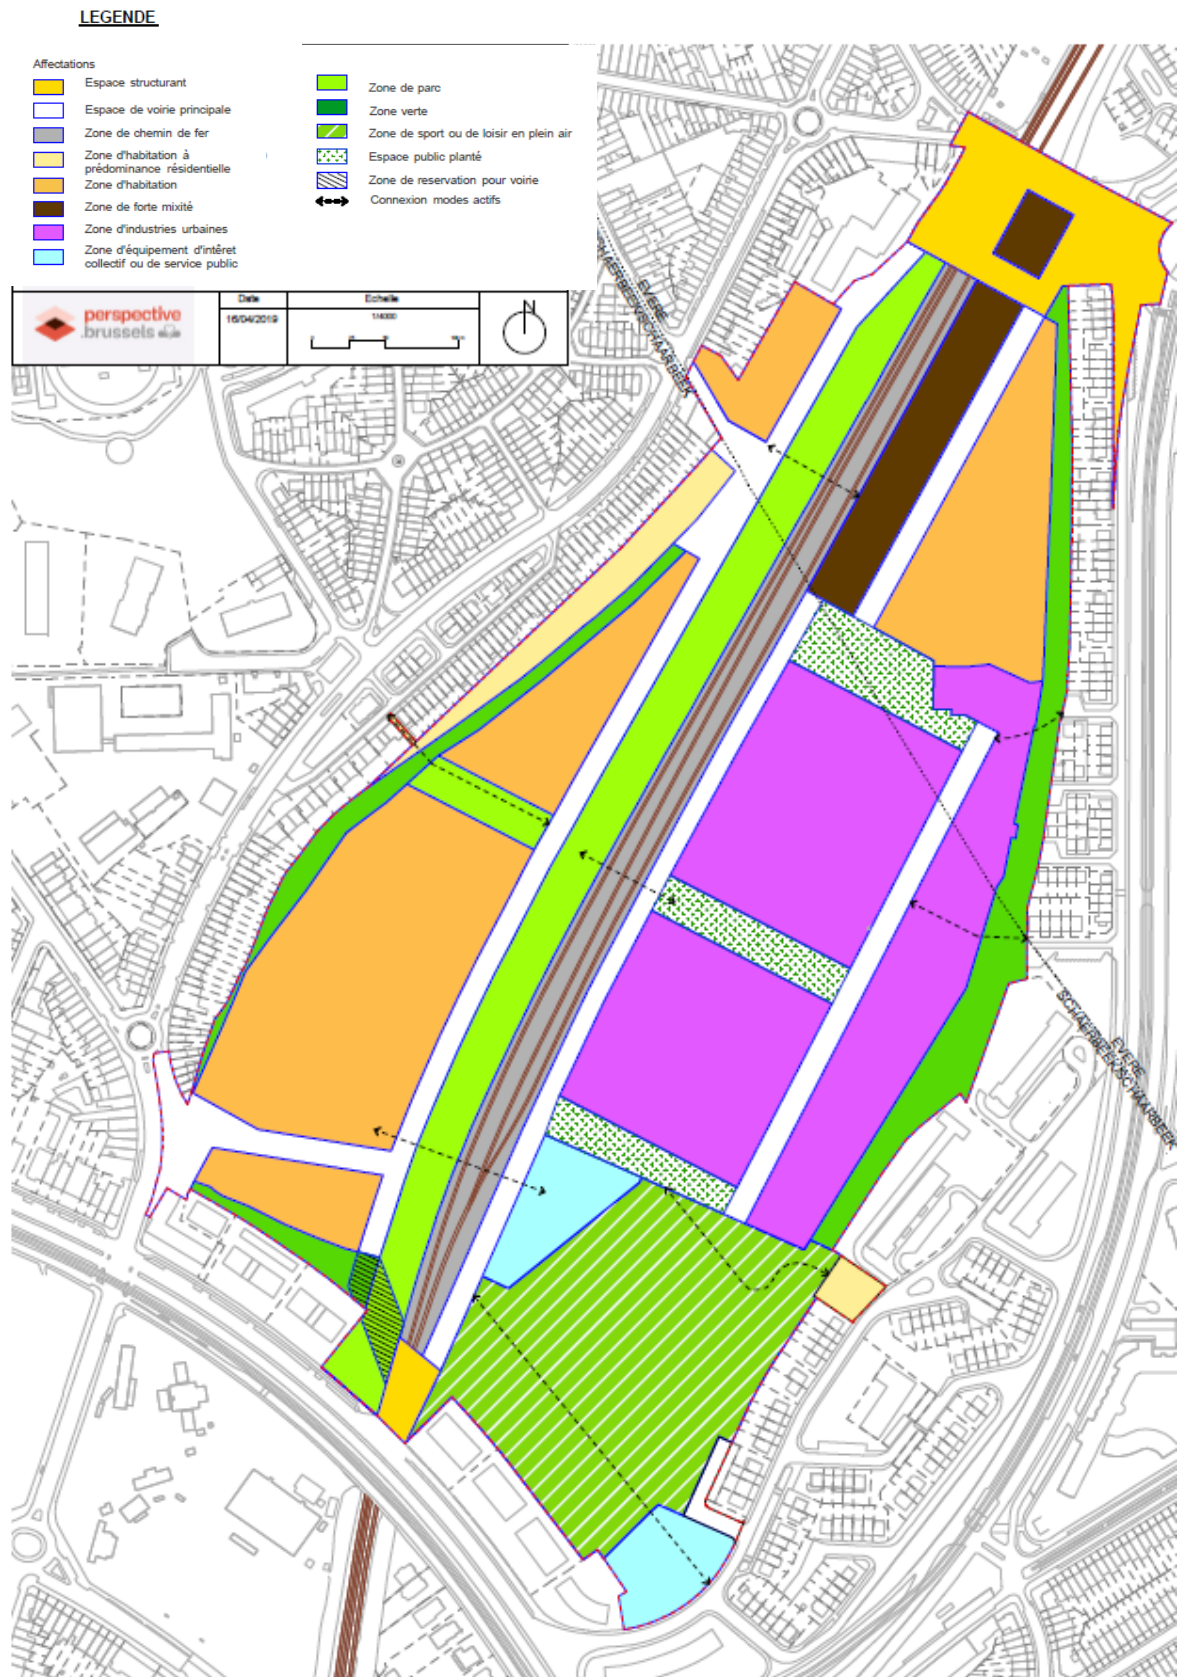 LEGENDE
Affectations
Espace structurant
Espace de voirie principale
Zone de chemin de fer
Zone d'habitation à
prédominance résidentielle
Zone d'habitation
Zone de forte mixité
Zone d'industries urbaines
Zone d'équipement d'intêret
collectif ou de service public
Zone de parc
Zone verte
Zone de sport ou de loisir en plein air
Espace public planté
Zone de reservation pour voirie
Connexion modes actifs
perspective
.brussels
Date
16/04/2019
Echelle
1/4000
N
EVERE
SCHAERBEEK/SCHAARBEEK
EVERE
SCHAERBEEK/SCHAARBEEK